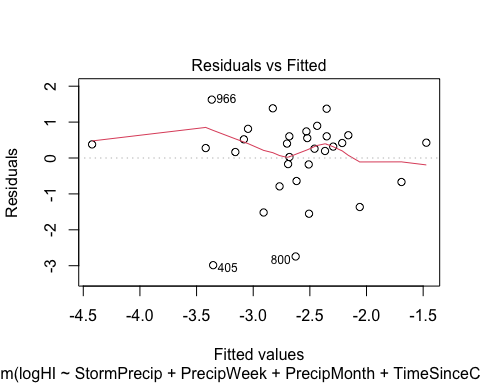 Residuals vs Fitted
2
1
0
-1
-2
-3
Residuals
966
405
800
-4.5 -4.0 -3.5 -3.0 -2.5 -2.0 -1.5
Fitted values
m(logHI ~ StormPrecip + PrecipWeek + PrecipMonth + TimeSinceC